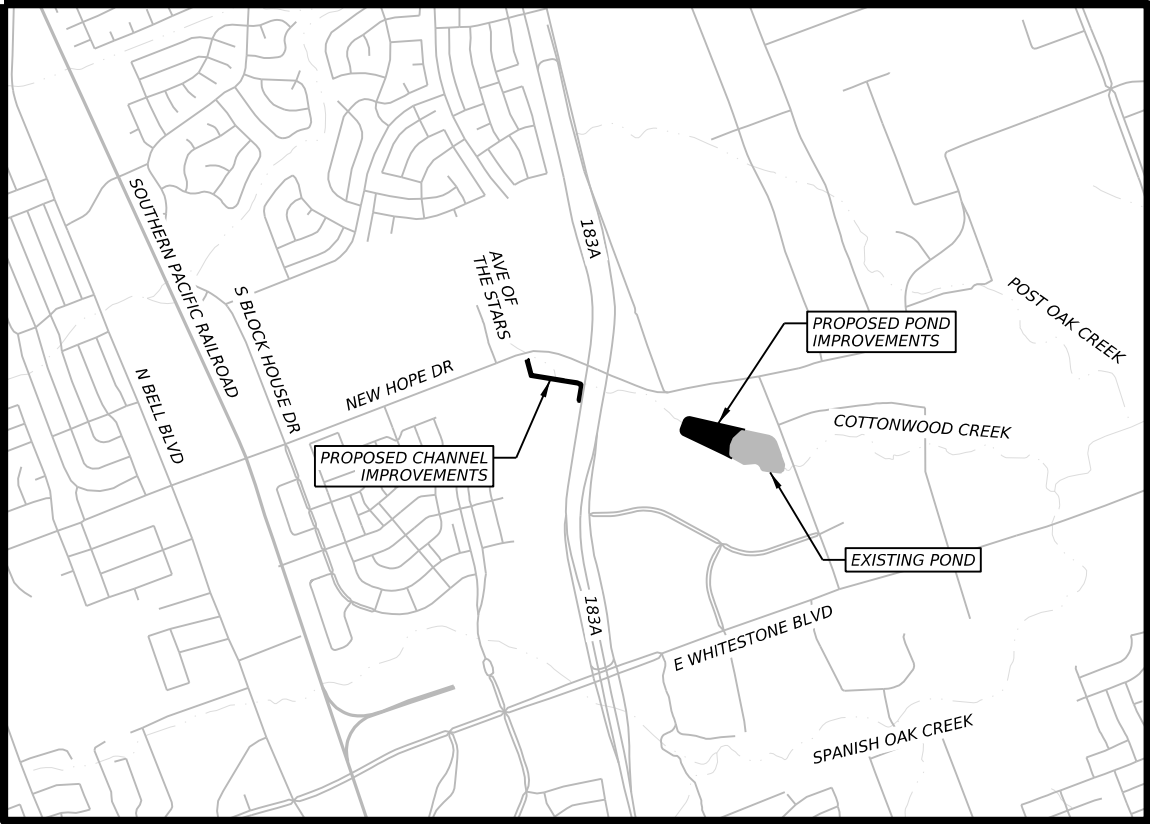 SOUTHERN PACIFIC RAILROAD
183A
AVE OF
THE STARS
S BLOCK HOUSE DR
POST OAK CREEK
PROPOSED POND
IMPROVEMENTS
N BELL BLVD
NEW HOPE DR
COTTONWOOD CREEK
PROPOSED CHANNEL
IMPROVEMENTS
EXISTING POND
183A
E WHITESTONE BLVD
SPANISH OAK CREEK